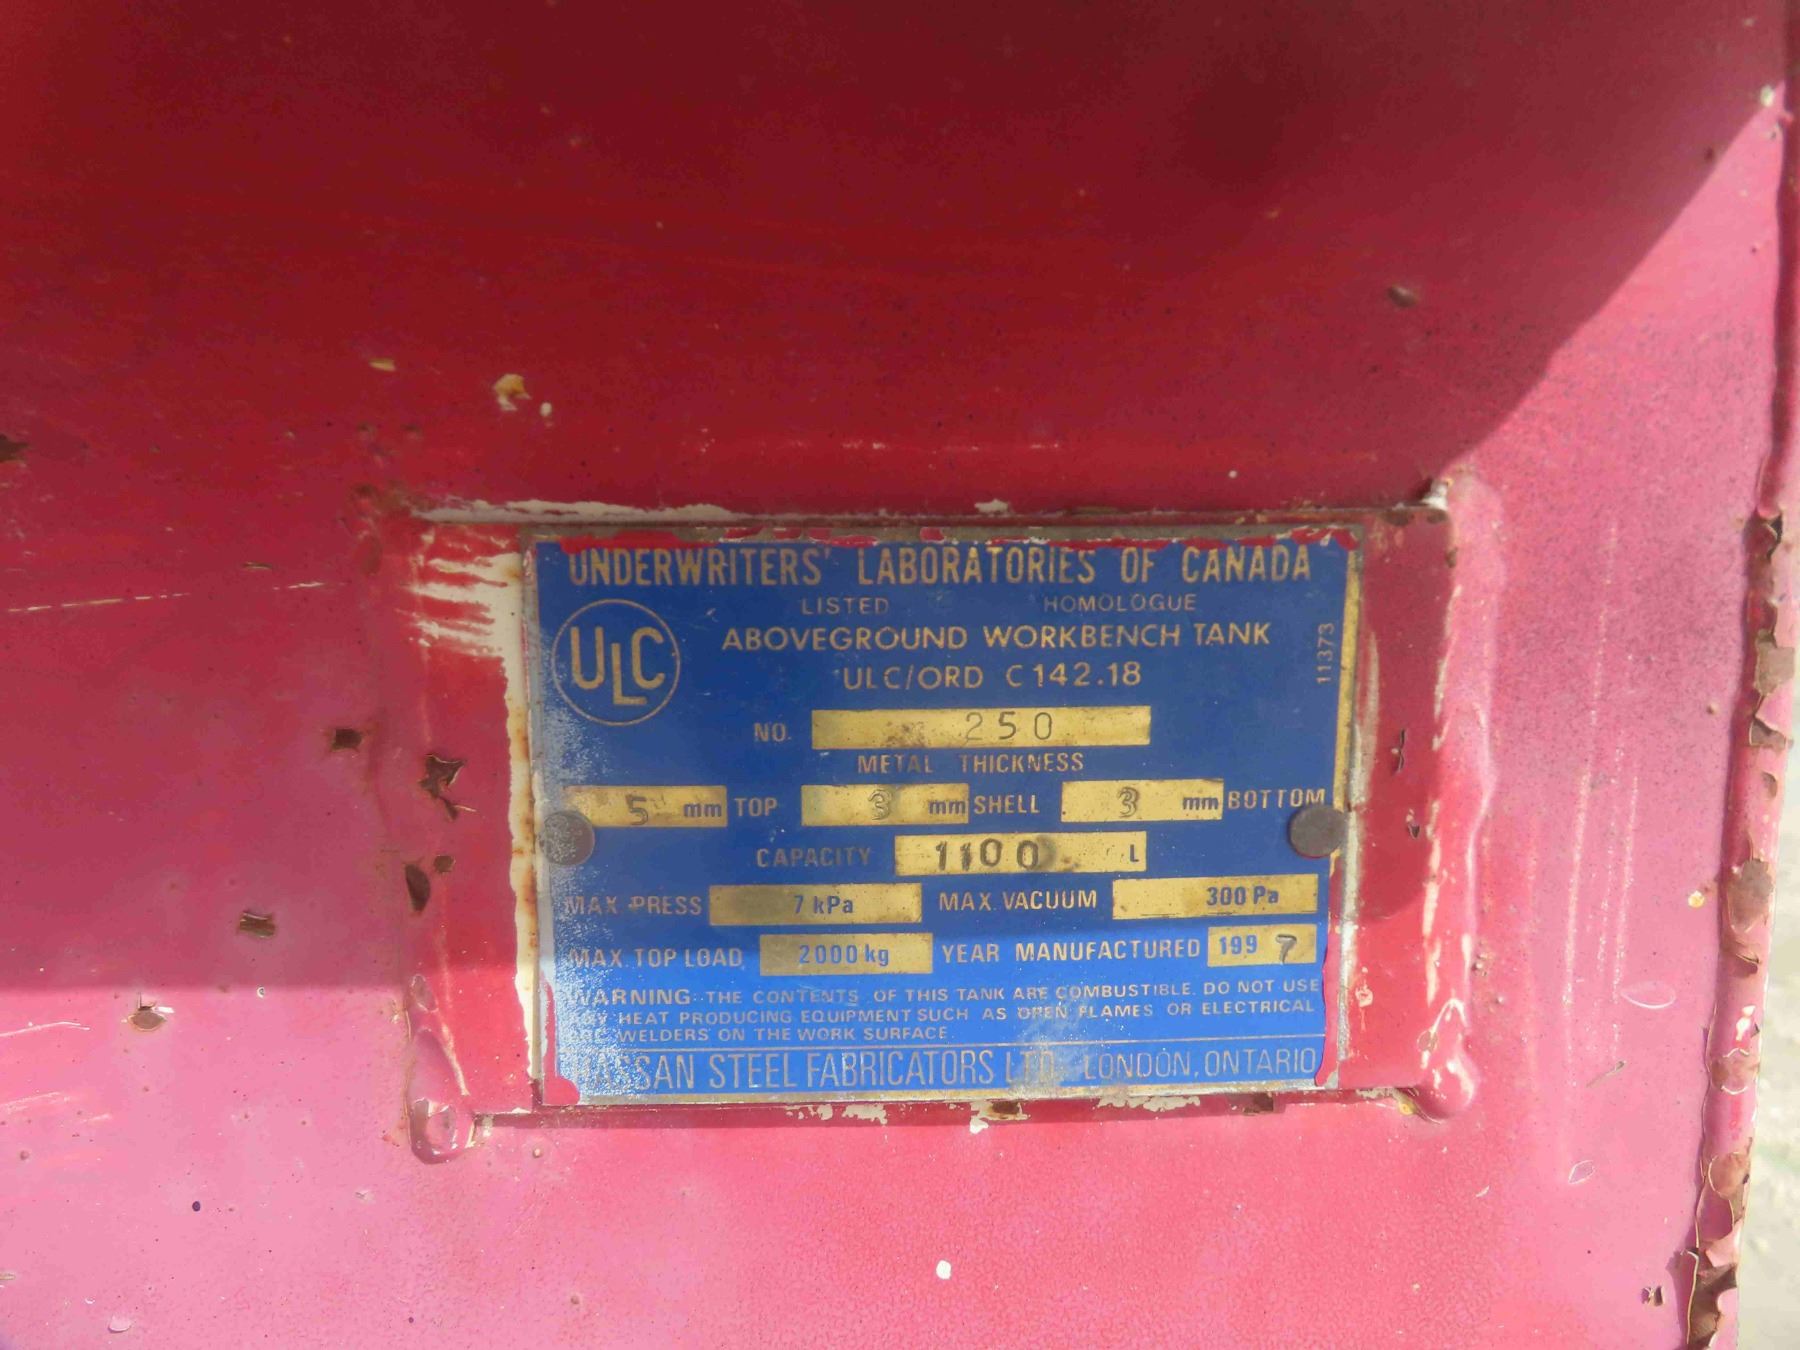 UNDERWRITERS' LABORATORIES OF CANADA
LISTED HOMOLOGUE
ULC
ABOVEGROUND WORKBENCH TANK
ULC/ORD C142.18
11373
NO. 250
METAL THICKNESS
5 mm TOP 3 mm SHELL 3 mm BOTTOM
CAPACITY 1100 L
MAX. PRESS 7 kPa MAX. VACUUM 300 Pa
MAX. TOP LOAD 2000 kg YEAR MANUFACTURED 1997
WARNING: THE CONTENTS OF THIS TANK ARE COMBUSTIBLE. DO NOT USE
HEAT PRODUCING EQUIPMENT SUCH AS OPEN FLAMES OR ELECTRICAL
WELDERS ON THE WORK SURFACE
STEEL FABRICATORS LTD. LONDON, ONTARIO